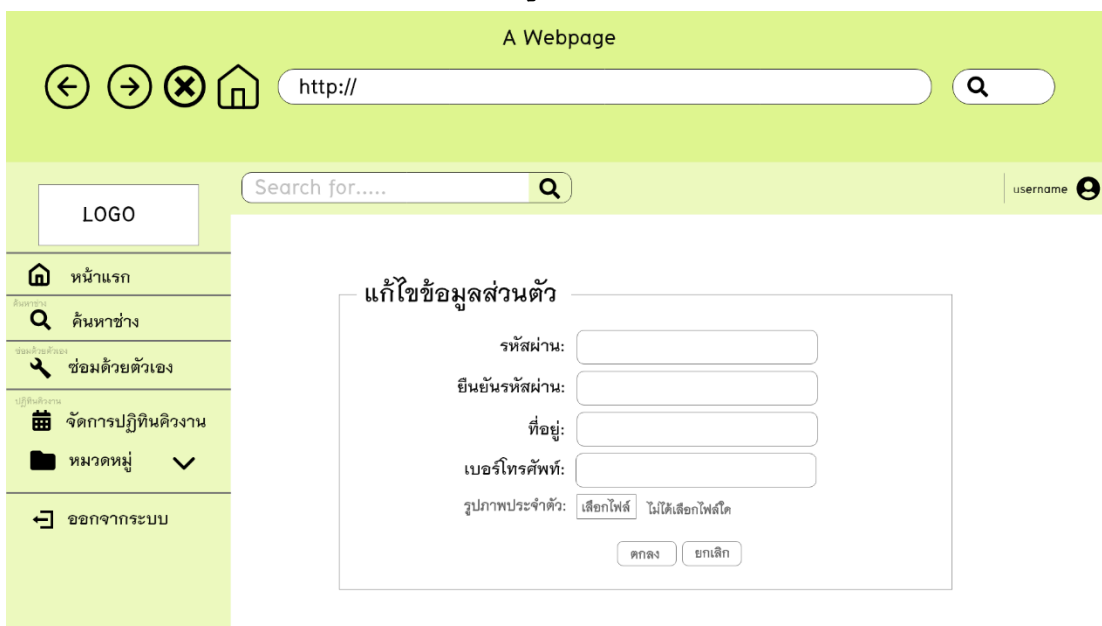 A Webpage
http://
Search for.....
username
LOGO
หน้าแรก
ค้นหาช่าง
ค้นหาช่าง
ซ่อมด้วยตัวเอง
ซ่อมด้วยตัวเอง
ปฏิทินคิวงาน
จัดการปฏิทินคิวงาน
หมวดหมู่
ออกจากระบบ
แก้ไขข้อมูลส่วนตัว
รหัสผ่าน:
ยืนยันรหัสผ่าน:
ที่อยู่:
เบอร์โทรศัพท์:
รูปภาพประจำตัว: เลือกไฟล์ ไม่ได้เลือกไฟล์ใด
ตกลง ยกเลิก